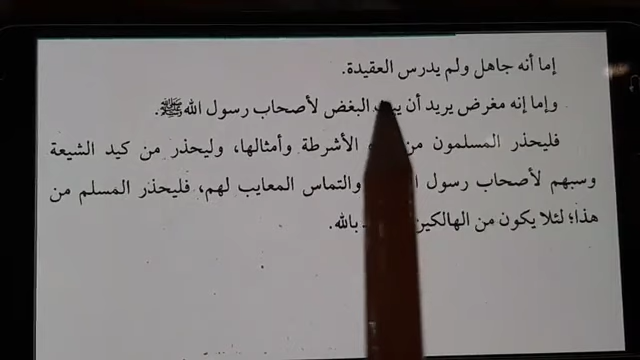 إما أنه جاهل ولم يدرس العقيدة.
وإما إنه مغرض يريد أن البغض لأصحاب رسول الله ﷺ.
فليحذر المسلمون من الأشرطة وأمثالها، وليحذر من كيد الشيعة
وسبهم لأصحاب رسول والتماس المعايب لهم، فليحذر المسلم من
هذا؛ لئلا يكون من الهالكين بالله.